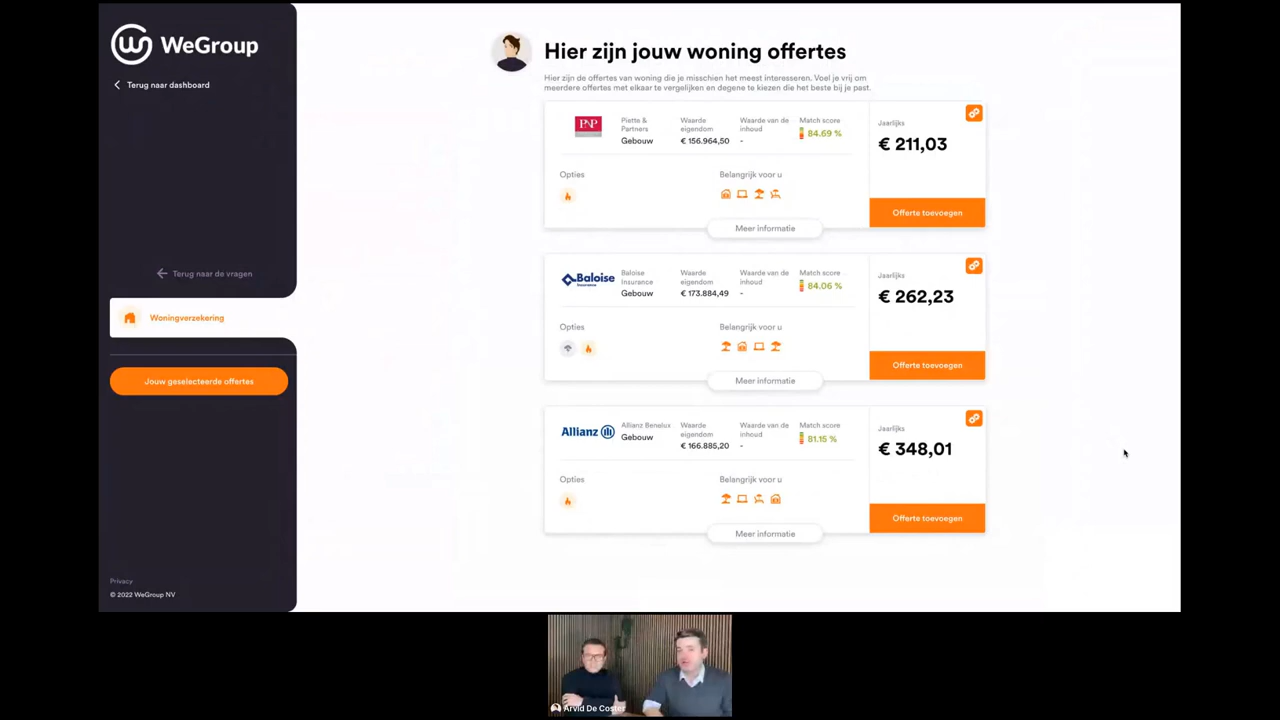 WeGroup
Terug naar dashboard
Terug naar de vragen
Woningverzekering
Jouw geselecteerde offertes
Privacy
© 2022 WeGroup NV
Hier zijn jouw woning offertes
Hier zijn de offertes van woning die je misschien het meest interesseren. Voel je vrij om
meerdere offertes met elkaar te vergelijken en degene te kiezen die het beste bij je past.
PNP
Piette &
Partners
Gebouw
Waarde
eigendom
€ 156.964,50
Waarde van de
inhoud
-
Match score
84.69 %
Jaarlijks
€ 211,03
Opties
Belangrijk voor u
Offerte toevoegen
Meer informatie
Baloise
Insurance
Baloise
Insurance
Gebouw
Waarde
eigendom
€ 173.884,49
Waarde van de
inhoud
-
Match score
84.06 %
Jaarlijks
€ 262,23
Opties
Belangrijk voor u
Offerte toevoegen
Meer informatie
Allianz
Allianz Benelux
Gebouw
Waarde
eigendom
€ 166.885,20
Waarde van de
inhoud
-
Match score
81.15 %
Jaarlijks
€ 348,01
Opties
Belangrijk voor u
Offerte toevoegen
Meer informatie
Arvid De Coster